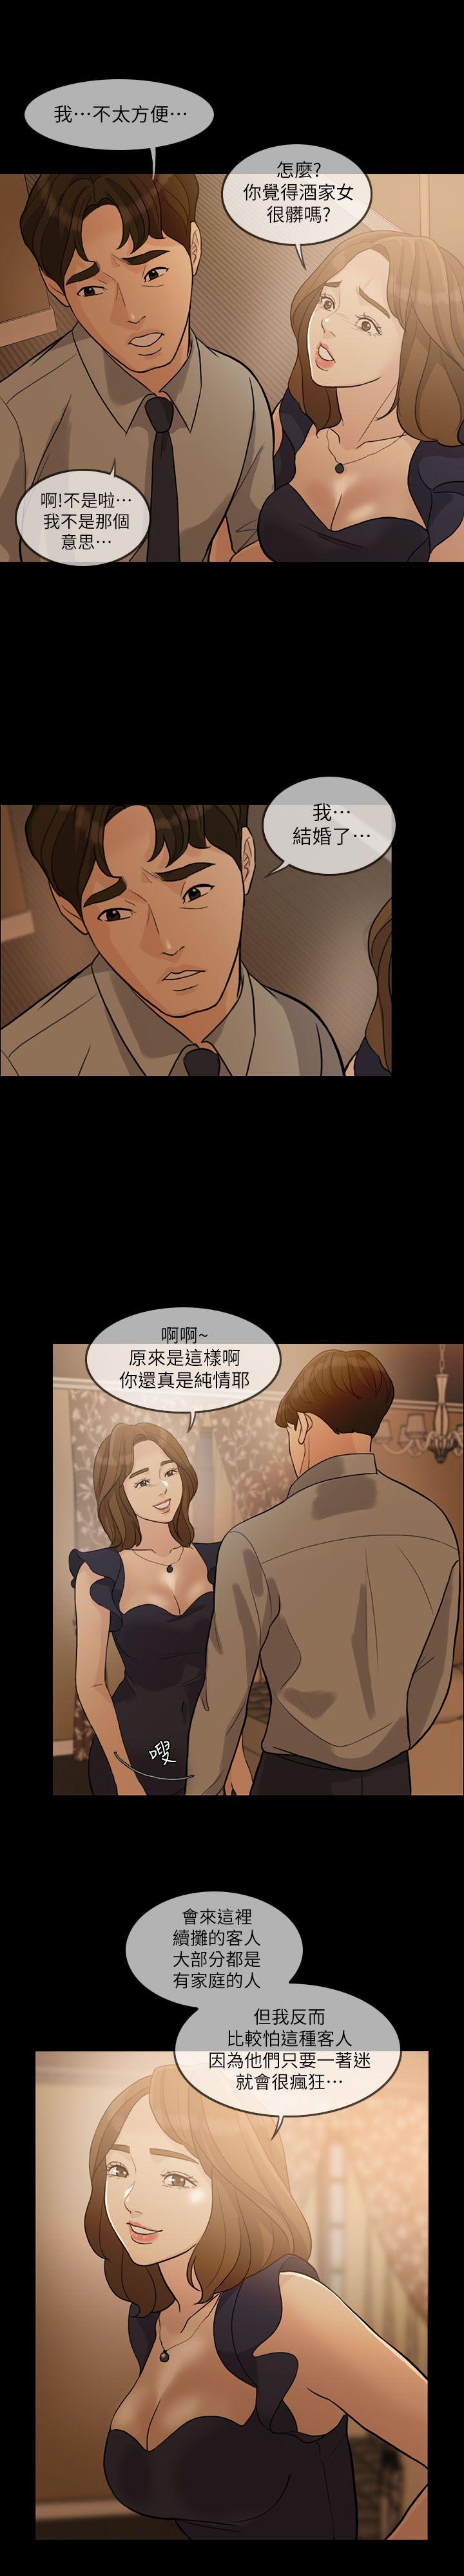 我⋯不太方便⋯
怎麼?
你覺得酒家女
很髒嗎?
啊!不是啦⋯
我不是那個
意思⋯
我⋯
結婚了⋯
啊啊~
原來是這樣啊
你還真是純情耶
嗖
會來這裡
續攤的客人
大部分都是
有家庭的人
但我反而
比較怕這種客人
因為他們只要一著迷
就會很瘋狂⋯